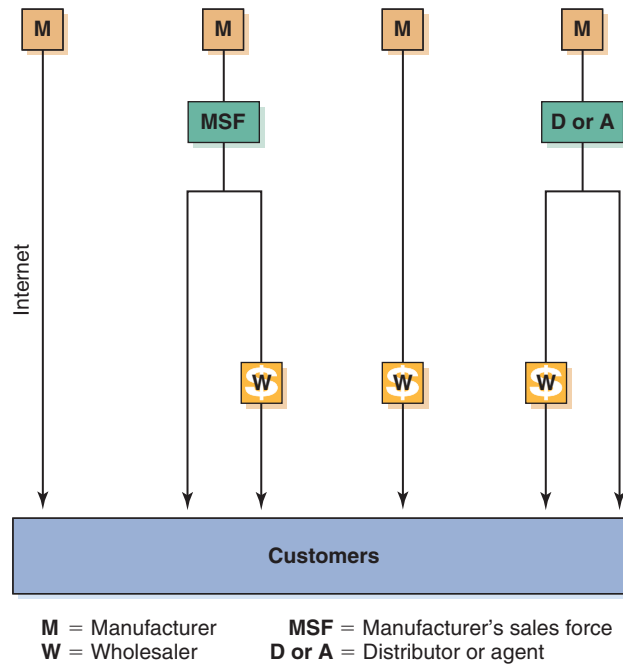 M M M M
MSF D or A
Internet
W W W
Customers
M = Manufacturer MSF = Manufacturer's sales force
W = Wholesaler D or A = Distributor or agent